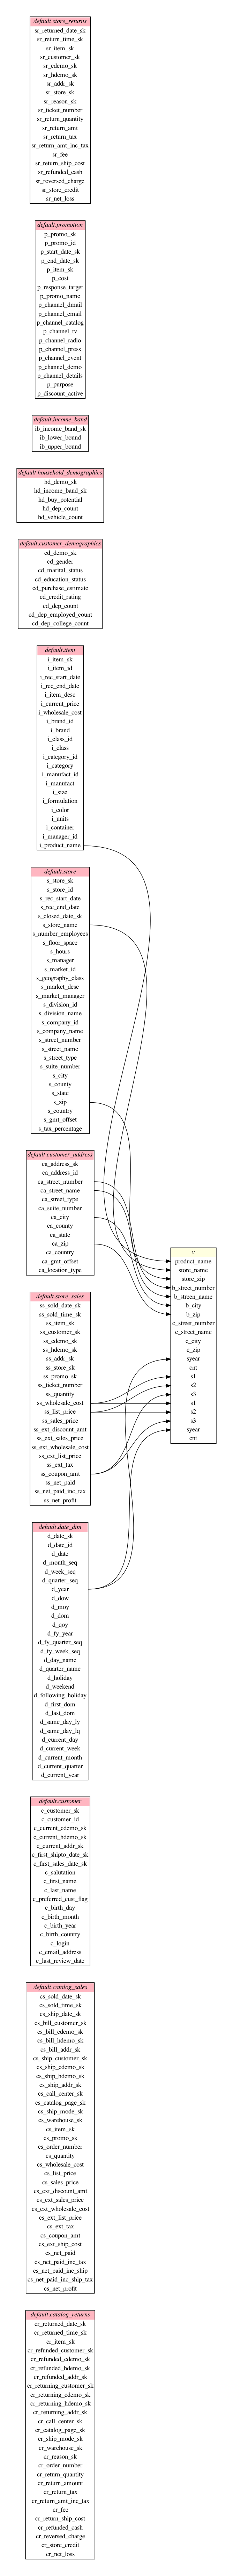 default.store_returns
sr_returned_date_sk
sr_return_time_sk
sr_item_sk
sr_customer_sk
sr_cdemo_sk
sr_hdemo_sk
sr_addr_sk
sr_store_sk
sr_reason_sk
sr_ticket_number
sr_return_quantity
sr_return_amt
sr_return_tax
sr_return_amt_inc_tax
sr_fee
sr_return_ship_cost
sr_refunded_cash
sr_reversed_charge
sr_store_credit
sr_net_loss
default.promotion
p_promo_sk
p_promo_id
p_start_date_sk
p_end_date_sk
p_item_sk
p_cost
p_response_target
p_promo_name
p_channel_dmail
p_channel_email
p_channel_catalog
p_channel_tv
p_channel_radio
p_channel_press
p_channel_event
p_channel_demo
p_channel_details
p_purpose
p_discount_active
default.income_band
ib_income_band_sk
ib_lower_bound
ib_upper_bound
default.household_demographics
hd_demo_sk
hd_income_band_sk
hd_buy_potential
hd_dep_count
hd_vehicle_count
default.customer_demographics
cd_demo_sk
cd_gender
cd_marital_status
cd_education_status
cd_purchase_estimate
cd_credit_rating
cd_dep_count
cd_dep_employed_count
cd_dep_college_count
default.item
i_item_sk
i_item_id
i_rec_start_date
i_rec_end_date
i_item_desc
i_current_price
i_wholesale_cost
i_brand_id
i_brand
i_class_id
i_class
i_category_id
i_category
i_manufact_id
i_manufact
i_size
i_formulation
i_color
i_units
i_container
i_manager_id
i_product_name
default.store
s_store_sk
s_store_id
s_rec_start_date
s_rec_end_date
s_closed_date_sk
s_store_name
s_number_employees
s_floor_space
s_hours
s_manager
s_market_id
s_geography_class
s_market_desc
s_market_manager
s_division_id
s_division_name
s_company_id
s_company_name
s_street_number
s_street_name
s_street_type
s_suite_number
s_city
s_county
s_state
s_zip
s_country
s_gmt_offset
s_tax_percentage
default.customer_address
ca_address_sk
ca_address_id
ca_street_number
ca_street_name
ca_street_type
ca_suite_number
ca_city
ca_county
ca_state
ca_zip
ca_country
ca_gmt_offset
ca_location_type
v
product_name
store_name
store_zip
b_street_number
b_streen_name
b_city
b_zip
c_street_number
c_street_name
c_city
c_zip
syear
cnt
s1
s2
s3
s1
s2
s3
syear
cnt
default.store_sales
ss_sold_date_sk
ss_sold_time_sk
ss_item_sk
ss_customer_sk
ss_cdemo_sk
ss_hdemo_sk
ss_addr_sk
ss_store_sk
ss_promo_sk
ss_ticket_number
ss_quantity
ss_wholesale_cost
ss_list_price
ss_sales_price
ss_ext_discount_amt
ss_ext_sales_price
ss_ext_wholesale_cost
ss_ext_list_price
ss_ext_tax
ss_coupon_amt
ss_net_paid
ss_net_paid_inc_tax
ss_net_profit
default.date_dim
d_date_sk
d_date_id
d_date
d_month_seq
d_week_seq
d_quarter_seq
d_year
d_dow
d_moy
d_dom
d_qoy
d_fy_year
d_fy_quarter_seq
d_fy_week_seq
d_day_name
d_quarter_name
d_holiday
d_weekend
d_following_holiday
d_first_dom
d_last_dom
d_same_day_ly
d_same_day_lq
d_current_day
d_current_week
d_current_month
d_current_quarter
d_current_year
default.customer
c_customer_sk
c_customer_id
c_current_cdemo_sk
c_current_hdemo_sk
c_current_addr_sk
c_first_shipto_date_sk
c_first_sales_date_sk
c_salutation
c_first_name
c_last_name
c_preferred_cust_flag
c_birth_day
c_birth_month
c_birth_year
c_birth_country
c_login
c_email_address
c_last_review_date
default.catalog_sales
cs_sold_date_sk
cs_sold_time_sk
cs_ship_date_sk
cs_bill_customer_sk
cs_bill_cdemo_sk
cs_bill_hdemo_sk
cs_bill_addr_sk
cs_ship_customer_sk
cs_ship_cdemo_sk
cs_ship_hdemo_sk
cs_ship_addr_sk
cs_call_center_sk
cs_catalog_page_sk
cs_ship_mode_sk
cs_warehouse_sk
cs_item_sk
cs_promo_sk
cs_order_number
cs_quantity
cs_wholesale_cost
cs_list_price
cs_sales_price
cs_ext_discount_amt
cs_ext_sales_price
cs_ext_wholesale_cost
cs_ext_list_price
cs_ext_tax
cs_coupon_amt
cs_ext_ship_cost
cs_net_paid
cs_net_paid_inc_tax
cs_net_paid_inc_ship
cs_net_paid_inc_ship_tax
cs_net_profit
default.catalog_returns
cr_returned_date_sk
cr_returned_time_sk
cr_item_sk
cr_refunded_customer_sk
cr_refunded_cdemo_sk
cr_refunded_hdemo_sk
cr_refunded_addr_sk
cr_returning_customer_sk
cr_returning_cdemo_sk
cr_returning_hdemo_sk
cr_returning_addr_sk
cr_call_center_sk
cr_catalog_page_sk
cr_ship_mode_sk
cr_warehouse_sk
cr_reason_sk
cr_order_number
cr_return_quantity
cr_return_amount
cr_return_tax
cr_return_amt_inc_tax
cr_fee
cr_return_ship_cost
cr_refunded_cash
cr_reversed_charge
cr_store_credit
cr_net_loss